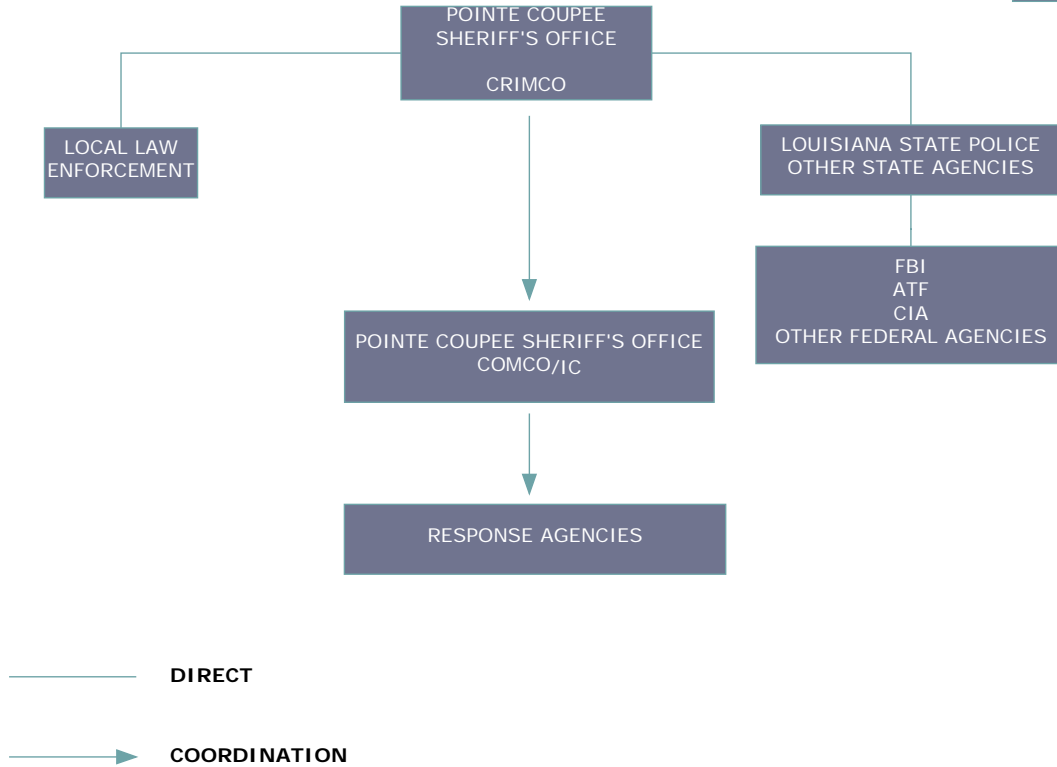 POINTE COUPEE
SHERIFF'S OFFICE
CRIMCO
LOCAL LAW
ENFORCEMENT
LOUISIANA STATE POLICE
OTHER STATE AGENCIES
FBI
ATF
CIA
OTHER FEDERAL AGENCIES
POINTE COUPEE SHERIFF'S OFFICE
COMCO/IC
RESPONSE AGENCIES
DIRECT
COORDINATION